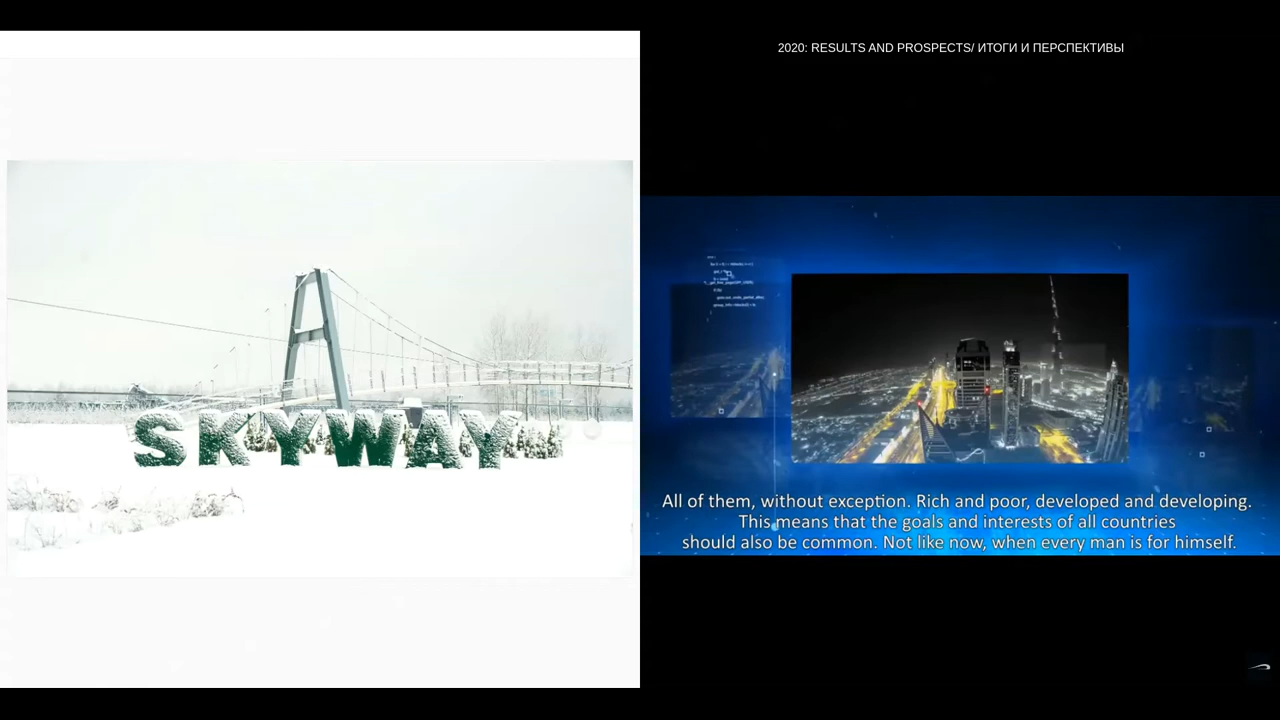 SKYWAY
2020: RESULTS AND PROSPECTS/ ИТОГИ И ПЕРСПЕКТИВЫ
All of them, without exception. Rich and poor, developed and developing.
This means that the goals and interests of all countries
should also be common. Not like now, when every man is for himself.